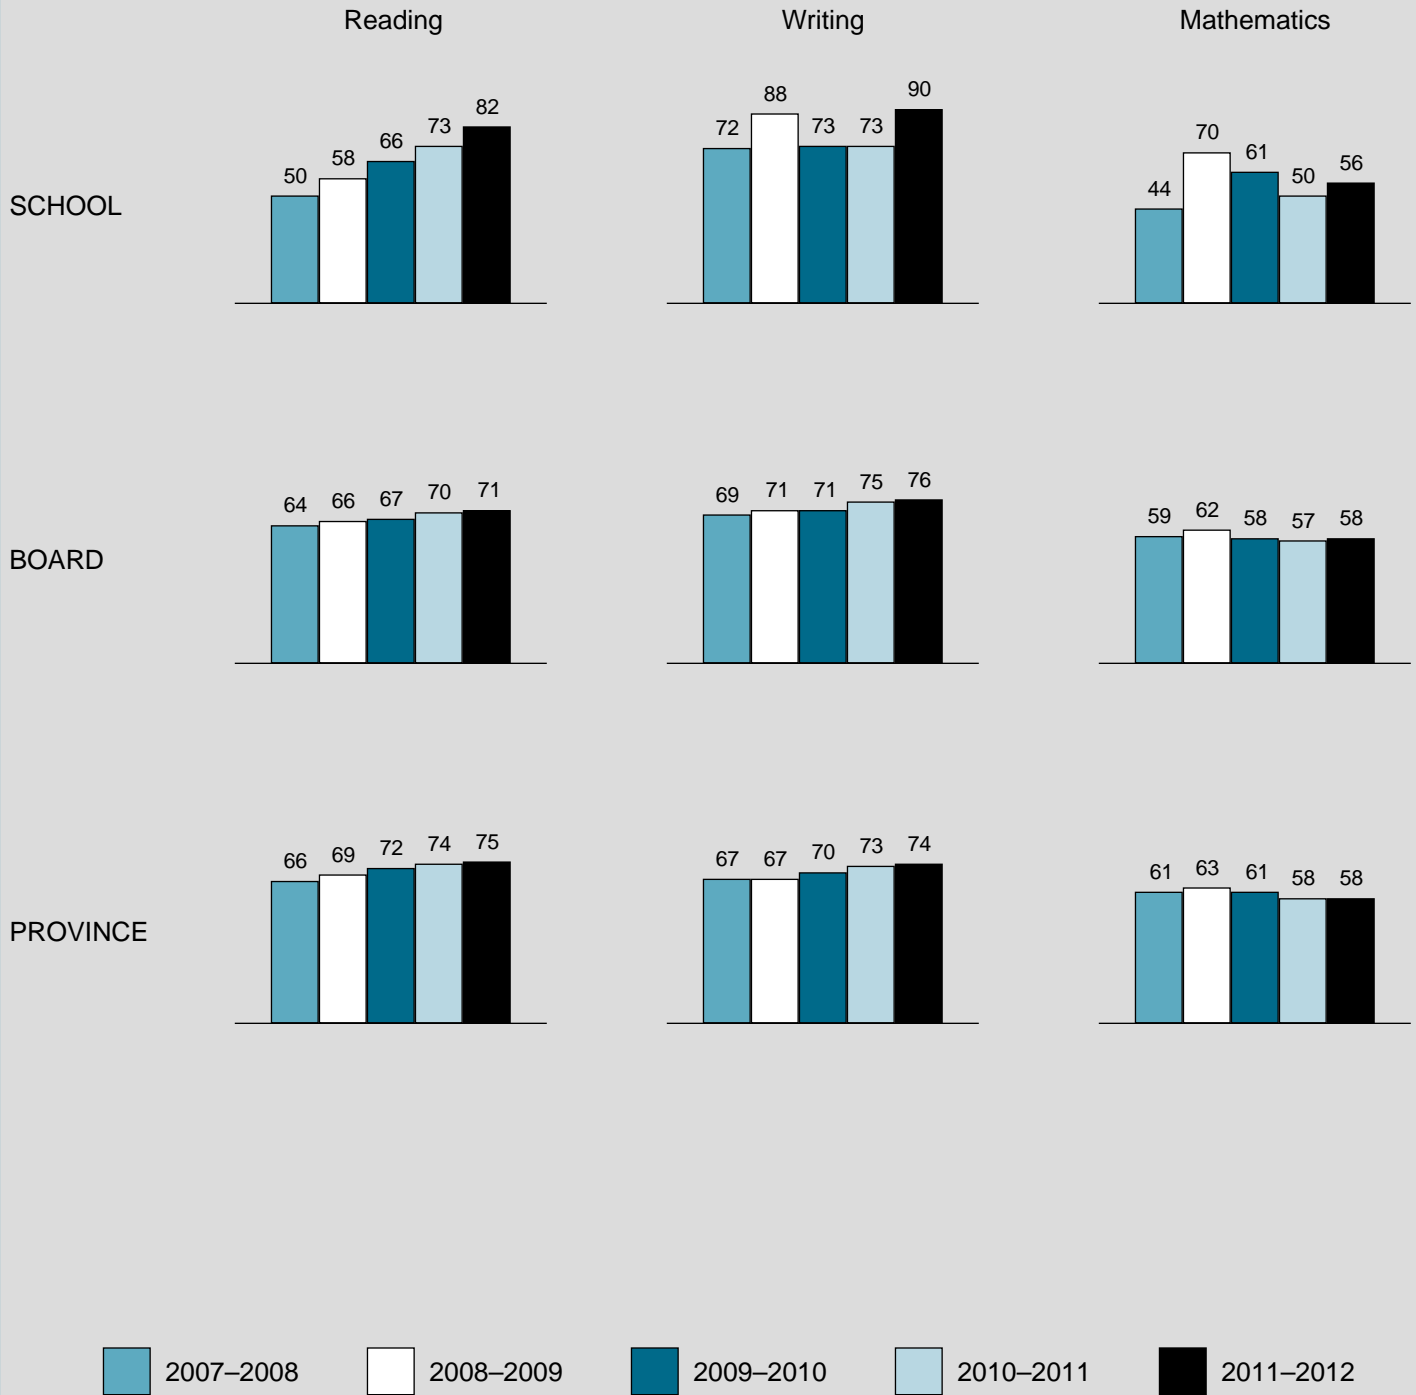 Reading Writing Mathematics
SCHOOL
50 58 66 73 82
72 88 73 73 90
44 70 61 50 56
BOARD
64 66 67 70 71
69 71 71 75 76
59 62 58 57 58
PROVINCE
66 69 72 74 75
67 67 70 73 74
61 63 61 58 58
2007–2008 2008–2009 2009–2010 2010–2011 2011–2012